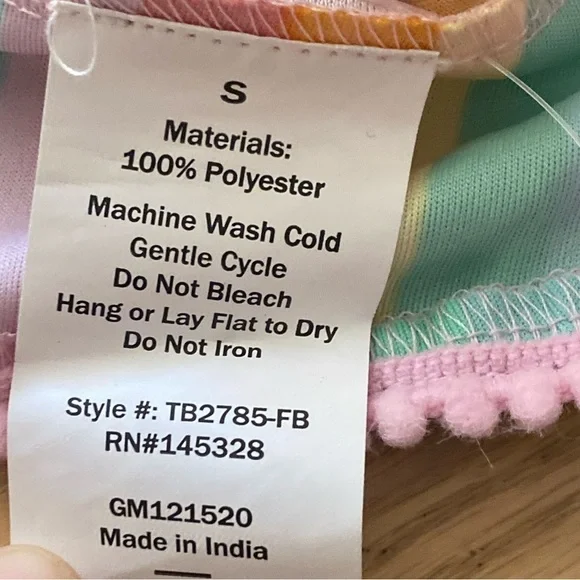 S
Materials:
100% Polyester
Machine Wash Cold
Gentle Cycle
Do Not Bleach
Hang or Lay Flat to Dry
Do Not Iron
Style #: TB2785-FB
RN#145328
GM121520
Made in India